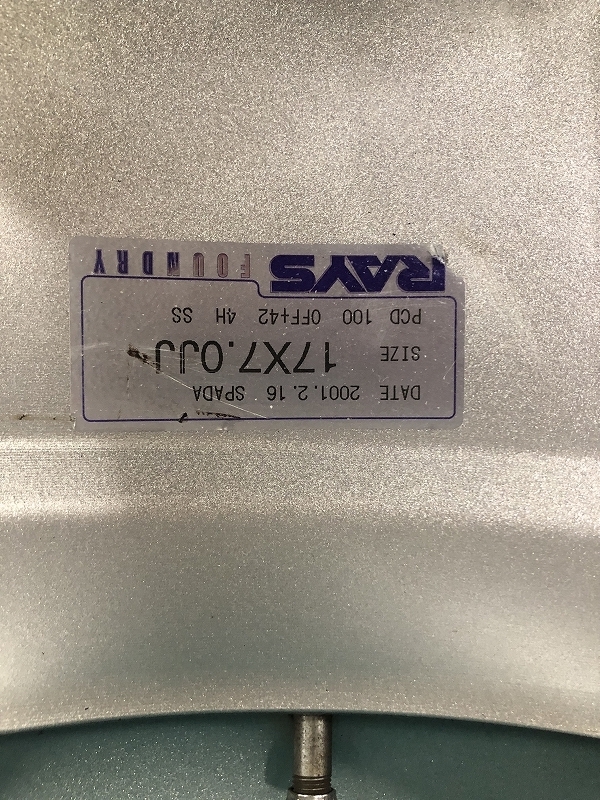 DATE 2001.2.16 SPADA
SIZE 17X7.0JJ
PCD 100 OFF+42 4H SS
RAYS FOUNDRY